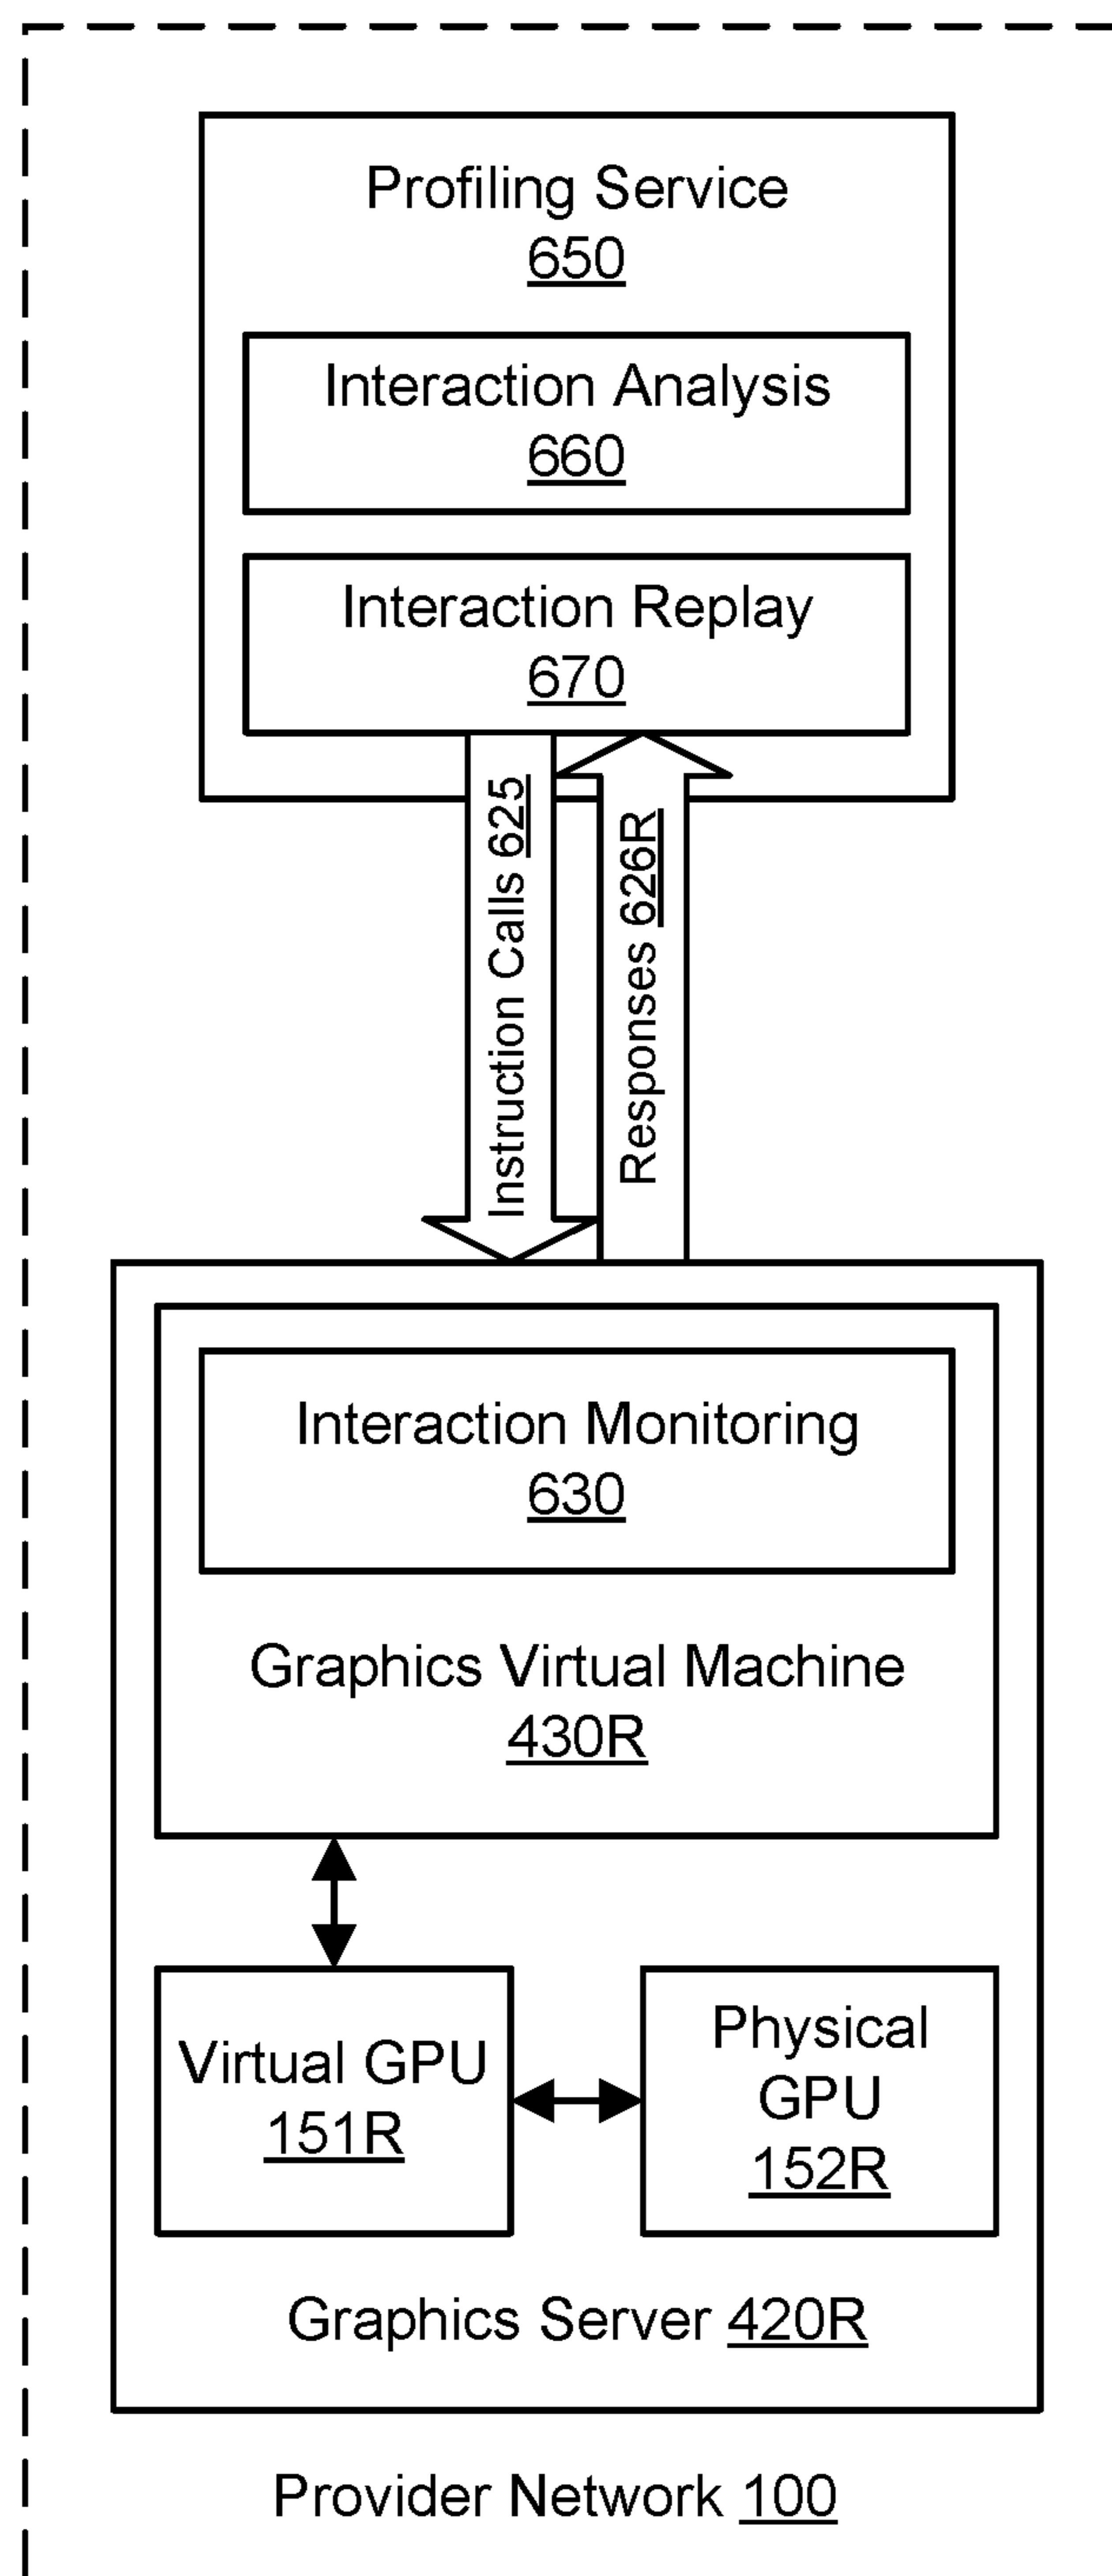 Profiling Service
650
Interaction Analysis
660
Interaction Replay
670
Instruction Calls 625
Responses 626R
Interaction Monitoring
630
Graphics Virtual Machine
430R
Virtual GPU
151R
Physical
GPU
152R
Graphics Server 420R
Provider Network 100